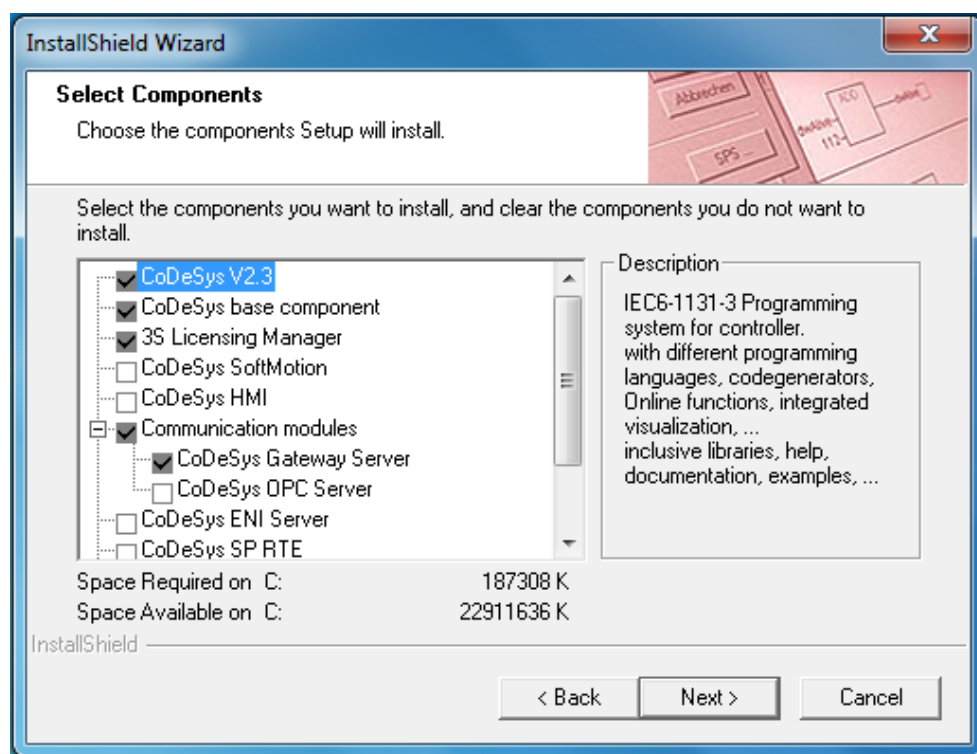 InstallShield Wizard
x
Select Components
Choose the components Setup will install.
Abbrechen
SPS ...
112-
Select the components you want to install, and clear the components you do not want to
install.
CoDeSys V2.3
CoDeSys base component
3S Licensing Manager
CoDeSys SoftMotion
CoDeSys HMI
Communication modules
CoDeSys Gateway Server
CoDeSys OPC Server
CoDeSys ENI Server
CoDeSys SP RTE
Description
IEC6-1131-3 Programming
system for controller.
with different programming
languages, codegenerators,
Online functions, integrated
visualization, ...
inclusive libraries, help,
documentation, examples, ...
Space Required on C: 187308 K
Space Available on C: 22911636 K
InstallShield
< Back
Next >
Cancel